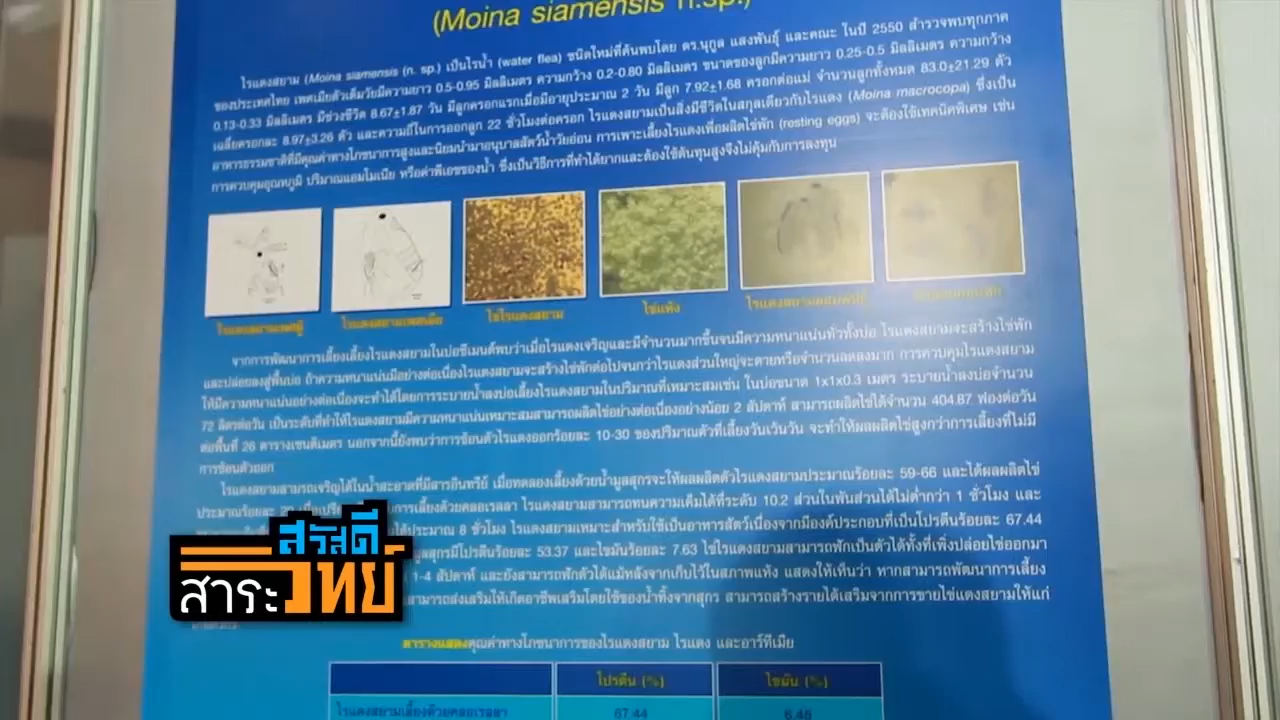 (Moina siamensis n.sp.)
ไรแดงสยาม (Moina siamensis (n. sp.) เป็นไรน้ำ (water flea) ชนิดใหม่ที่ค้นพบโดย ดร.นุกูล แสงพันธุ์ และคณะ ในปี 2550 สำรวจพบทุกภาค
ของประเทศไทย เพศเมียตัวเต็มวัยมีความยาว 0.5-0.95 มิลลิเมตร ความกว้าง 0.2-0.80 มิลลิเมตร ขนาดของลูกมีความยาว 0.25-0.5 มิลลิเมตร ความกว้าง
0.13-0.33 มิลลิเมตร มีช่วงชีวิต 8.67±1.87 วัน มีลูกครอกแรกเมื่อมีอายุประมาณ 2 วัน มีลูก 7.92±1.68 ครอกต่อแม่ จำนวนลูกทั้งหมด 83.0±21.29 ตัว
เฉลี่ยครอกละ 8.97±3.26 ตัว และความถี่ในการออกลูก 22 ชั่วโมงต่อครอก ไรแดงสยามเป็นสิ่งมีชีวิตในสกุลเดียวกับไรแดง (Moina macrocopa) ซึ่งเป็น
อาหารธรรมชาติที่มีคุณค่าทางโภชนาการสูงและนิยมนำมาอนุบาลสัตว์น้ำวัยอ่อน การเพาะเลี้ยงไรแดงเพื่อผลิตไข่พัก (resting eggs) จะต้องใช้เทคนิคพิเศษ เช่น
การควบคุมอุณหภูมิ ปริมาณแอมโมเนีย หรือค่าพีเอชของน้ำ ซึ่งเป็นวิธีการที่ทำได้ยากและต้องใช้ต้นทุนสูงจึงไม่คุ้มกับการลงทุน
ไรแดงสยามเพศผู้ ไรแดงสยามเพศเมีย ไข่ไรแดงสยาม ไข่แห้ง ไรแดงสยามผสมพันธุ์
จากการพัฒนาการเลี้ยงเลี้ยงไรแดงสยามในบ่อซีเมนต์พบว่าเมื่อไรแดงเจริญและมีจำนวนมากขึ้นจนมีความหนาแน่นทั่วทั้งบ่อ ไรแดงสยามจะสร้างไข่พัก
และปล่อยลงสู่พื้นบ่อ ถ้าความหนาแน่นมีอย่างต่อเนื่องไรแดงสยามจะสร้างไข่พักต่อไปจนกว่าไรแดงส่วนใหญ่จะตายหรือจำนวนลดลงมาก การควบคุมไรแดงสยาม
ให้มีความหนาแน่นอย่างต่อเนื่องจะทำได้โดยการระบายน้ำลงบ่อเลี้ยงไรแดงสยามในปริมาณที่เหมาะสมเช่น ในบ่อขนาด 1x1x0.3 เมตร ระบายน้ำลงบ่อจำนวน
72 ลิตรต่อวัน เป็นระดับที่ทำให้ไรแดงสยามมีความหนาแน่นเหมาะสมสามารถผลิตไข่อย่างต่อเนื่องอย่างน้อย 2 สัปดาห์ สามารถผลิตไข่ได้จำนวน 404.87 ฟองต่อวัน
ต่อพื้นที่ 26 ตารางเซนติเมตร นอกจากนี้ยังพบว่าการช้อนตัวไรแดงออกร้อยละ 10-30 ของปริมาณตัวที่เลี้ยงวันเว้นวัน จะทำให้ผลผลิตไข่สูงกว่าการเลี้ยงที่ไม่มี
การช้อนตัวออก
ไรแดงสยามสามารถเจริญได้ในน้ำสะอาดที่มีสารอินทรีย์ เมื่อทดลองเลี้ยงด้วยน้ำมูลสุกรจะให้ผลผลิตตัวไรแดงสยามประมาณร้อยละ 59-66 และได้ผลผลิตไข่
ประมาณร้อยละ การเลี้ยงด้วยคลอเรลลา ไรแดงสยามสามารถทนความเค็มได้ที่ระดับ 10.2 ส่วนในพันส่วนได้ไม่ต่ำกว่า 1 ชั่วโมง และ
ได้ประมาณ 8 ชั่วโมง ไรแดงสยามเหมาะสำหรับใช้เป็นอาหารสัตว์เนื่องจากมีองค์ประกอบที่เป็นโปรตีนร้อยละ 67.44
มูลสุกรมีโปรตีนร้อยละ 53.37 และไขมันร้อยละ 7.63 ไข่ไรแดงสยามสามารถฟักเป็นตัวได้ทั้งที่เพิ่งปล่อยไข่ออกมา
1-4 สัปดาห์ และยังสามารถฟักตัวได้แม้หลังจากเก็บไว้ในสภาพแห้ง แสดงให้เห็นว่า หากสามารถพัฒนาการเลี้ยง
สามารถส่งเสริมให้เกิดอาชีพเสริมโดยใช้ของน้ำทิ้งจากสุกร สามารถสร้างรายได้เสริมจากการขายไข่แดงสยามให้แก่
สวัสดี
สาระวิทย์
ตารางแสดงคุณค่าทางโภชนาการของไรแดงสยาม ไรแดง และอาร์ทีเมีย
โปรตีน (%) ไขมัน (%)
ไรแดงสยามเลี้ยงด้วยคลอเรลลา 67.44 6.46